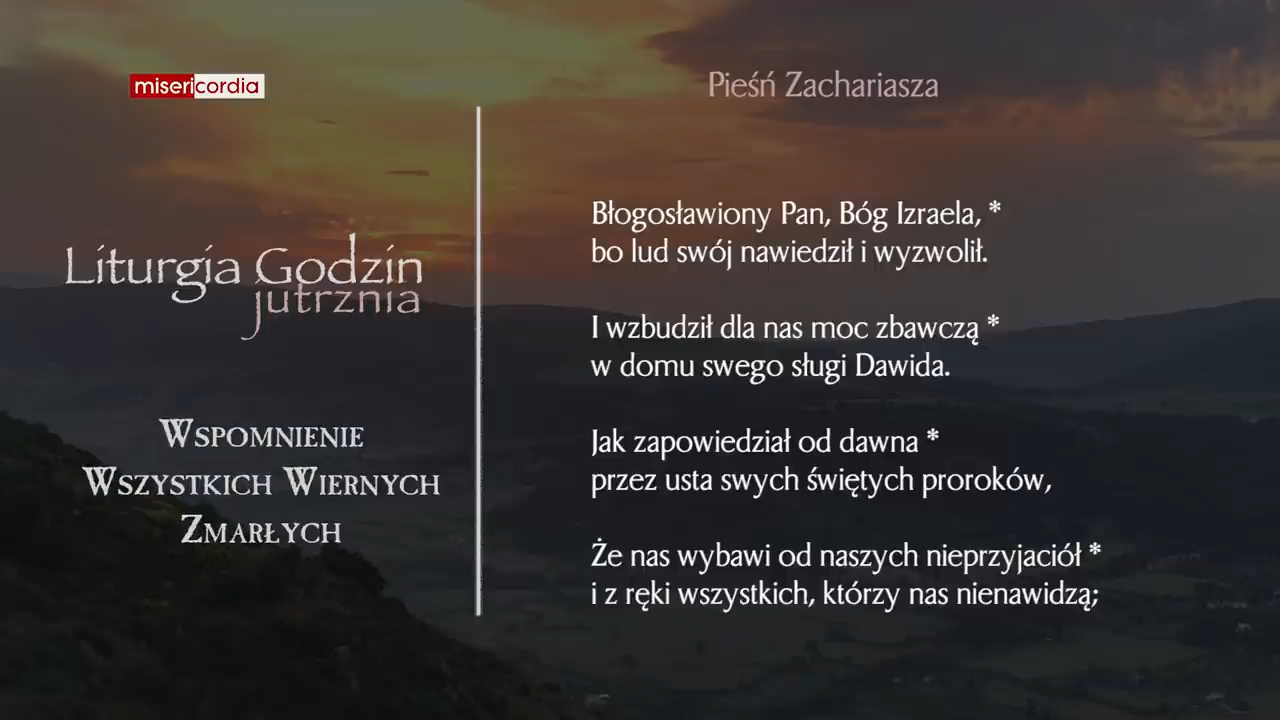 misericordia
Liturgia Godzin
jutrznia
Wspomnienie
Wszystkich Wiernych
Zmarłych
Pieśń Zachariasza
Błogosławiony Pan, Bóg Izraela, *
bo lud swój nawiedził i wyzwolił.
I wzbudził dla nas moc zbawczą *
w domu swego sługi Dawida.
Jak zapowiedział od dawna *
przez usta swych świętych proroków,
Że nas wybawi od naszych nieprzyjaciół *
i z ręki wszystkich, którzy nas nienawidzą;